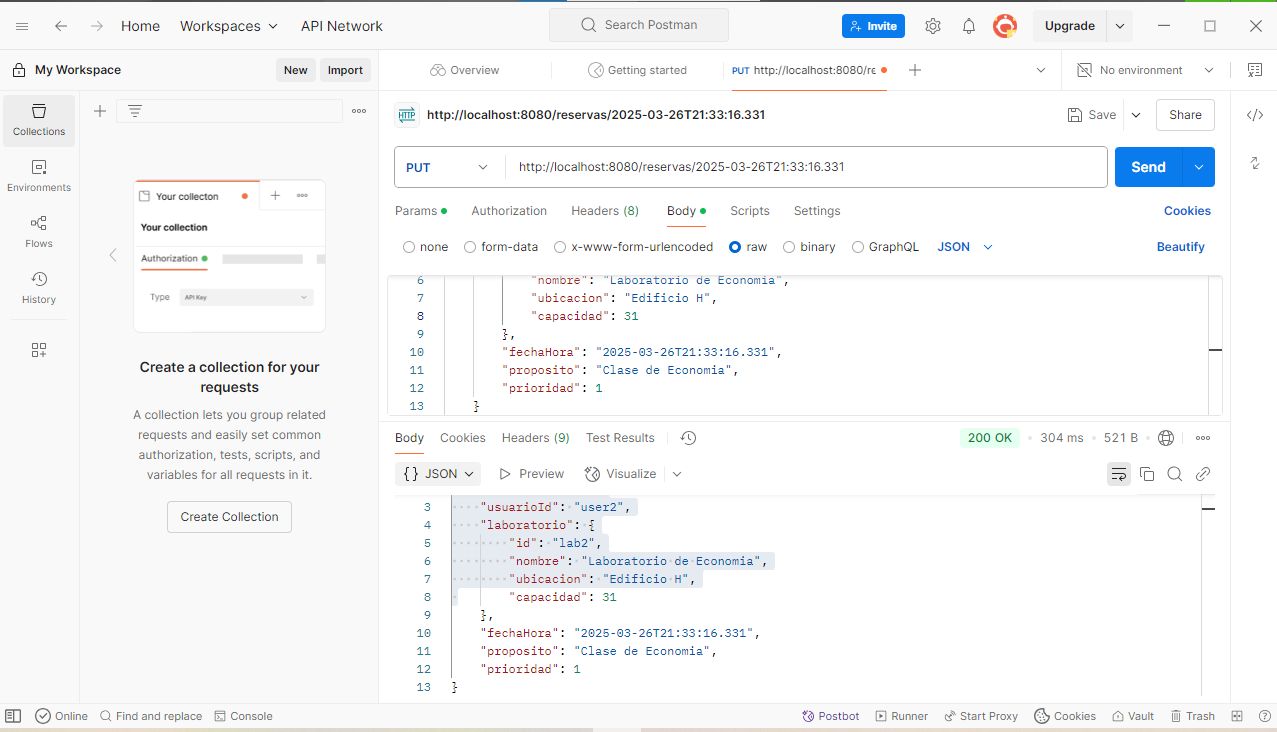 Home Workspaces API Network Search Postman Invite Upgrade
My Workspace New Import Overview Getting started PUT http://localhost:8080/re No environment
Collections
Environments
Flows
History
Your collecton
Your collection
Authorization
Type API Key
Create a collection for your
requests
A collection lets you group related
requests and easily set common
authorization, tests, scripts, and
variables for all requests in it.
Create Collection
HTTP http://localhost:8080/reservas/2025-03-26T21:33:16.331 Save Share
PUT http://localhost:8080/reservas/2025-03-26T21:33:16.331 Send
Params Authorization Headers (8) Body Scripts Settings Cookies
none form-data x-www-form-urlencoded raw binary GraphQL JSON Beautify
6 "nombre": "Laboratorio de Economia",
7 "ubicacion": "Edificio H",
8 "capacidad": 31
9 },
10 "fechaHora": "2025-03-26T21:33:16.331",
11 "proposito": "Clase de Economia",
12 "prioridad": 1
13 }
Body Cookies Headers (9) Test Results 200 OK 304 ms 521 B
{} JSON Preview Visualize
3 "usuarioId": "user2",
4 "laboratorio": {
5 "id": "lab2",
6 "nombre": "Laboratorio de Economia",
7 "ubicacion": "Edificio H",
8 "capacidad": 31
9 },
10 "fechaHora": "2025-03-26T21:33:16.331",
11 "proposito": "Clase de Economia",
12 "prioridad": 1
13 }
Online Find and replace Console Postbot Runner Start Proxy Cookies Vault Trash